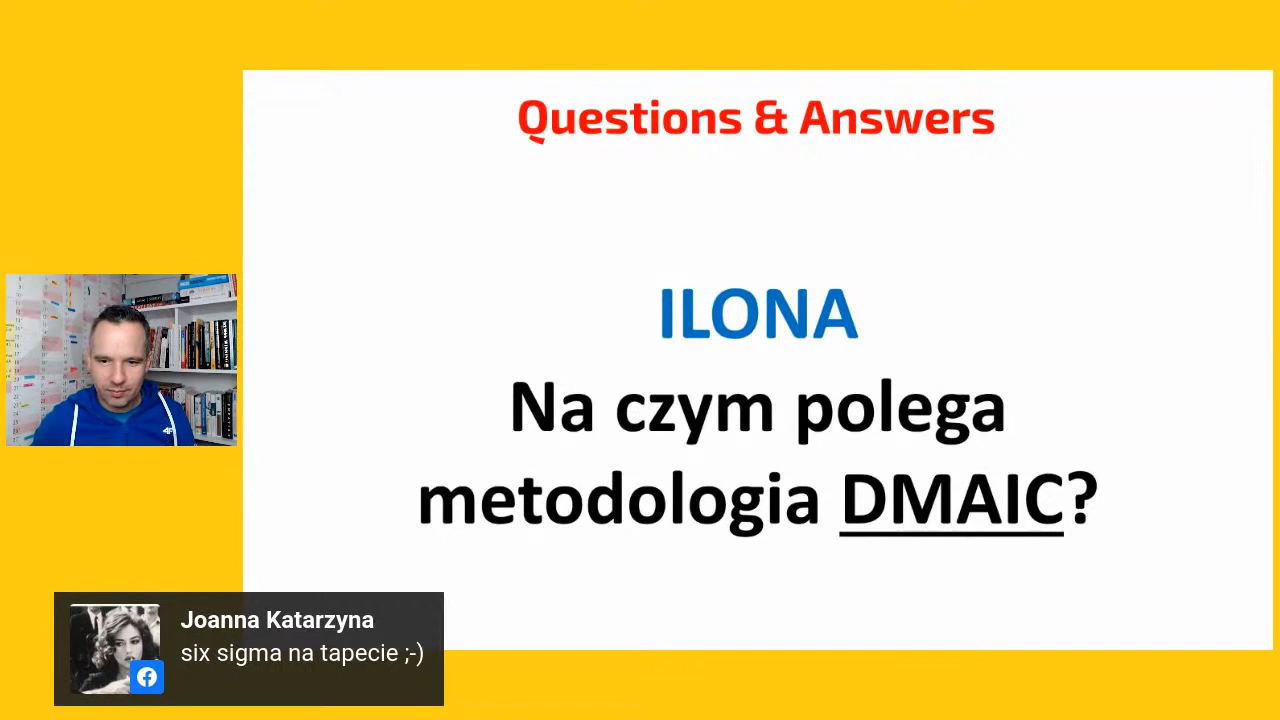 Questions & Answers
ILONA
Na czym polega
metodologia DMAIC?
Joanna Katarzyna
six sigma na tapecie ;-)